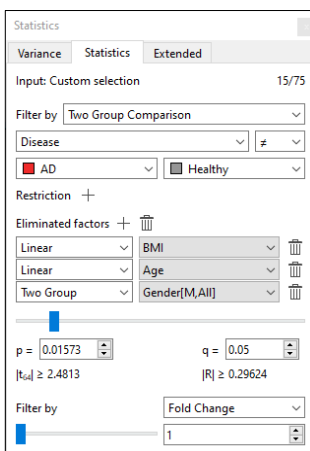 Statistics
Variance Statistics Extended
Input: Custom selection 15/75
Filter by Two Group Comparison
Disease ≠
AD Healthy
Restriction +
Eliminated factors +
Linear BMI
Linear Age
Two Group Gender[M,All]
p = 0.01573 q = 0.05
|t₆₄| ≥ 2.4813 |R| ≥ 0.29624
Filter by Fold Change
1